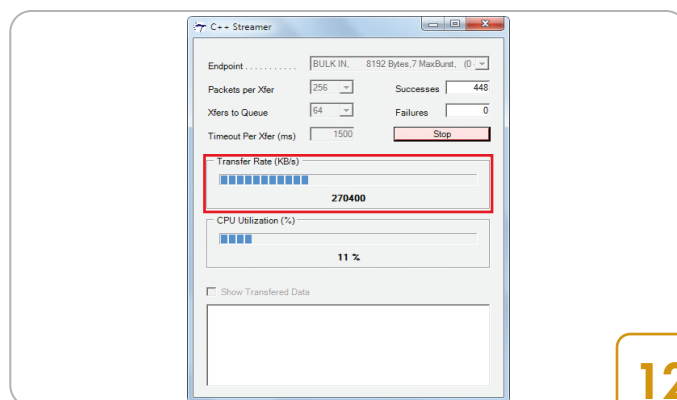 C++ Streamer
Endpoint . . . . . . . . . . . BULK IN, 8192 Bytes,7 MaxBurst, (0 -
Packets per Xfer 256 Successes 448
Xfers to Queue 64 Failures 0
Timeout Per Xfer (ms) 1500 Stop
Transfer Rate (KB/s)
270400
CPU Utilization (%)
11 %
Show Transfered Data
12